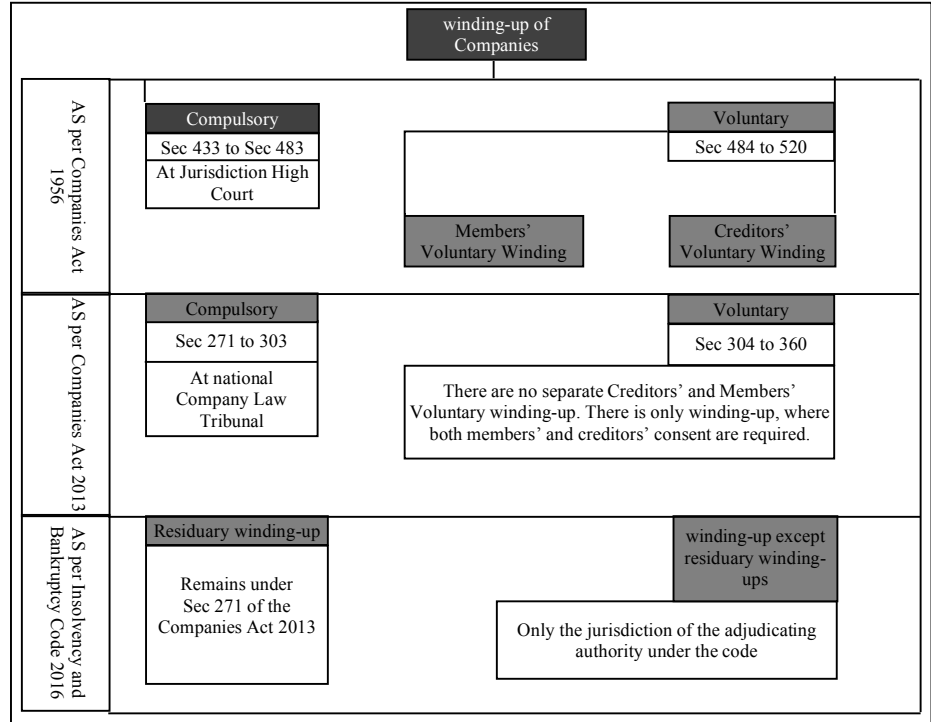 winding-up of
Companies
AS per Companies Act
1956
Compulsory
Sec 433 to Sec 483
At Jurisdiction High
Court
Voluntary
Sec 484 to 520
Members’
Voluntary Winding
Creditors’
Voluntary Winding
AS per Companies Act 2013
Compulsory
Sec 271 to 303
At national
Company Law
Tribunal
Voluntary
Sec 304 to 360
There are no separate Creditors’ and Members’
Voluntary winding-up. There is only winding-up, where
both members’ and creditors’ consent are required.
AS per Insolvency and
Bankruptcy Code 2016
Residuary winding-up
Remains under
Sec 271 of the
Companies Act 2013
winding-up except
residuary winding-
ups
Only the jurisdiction of the adjudicating
authority under the code